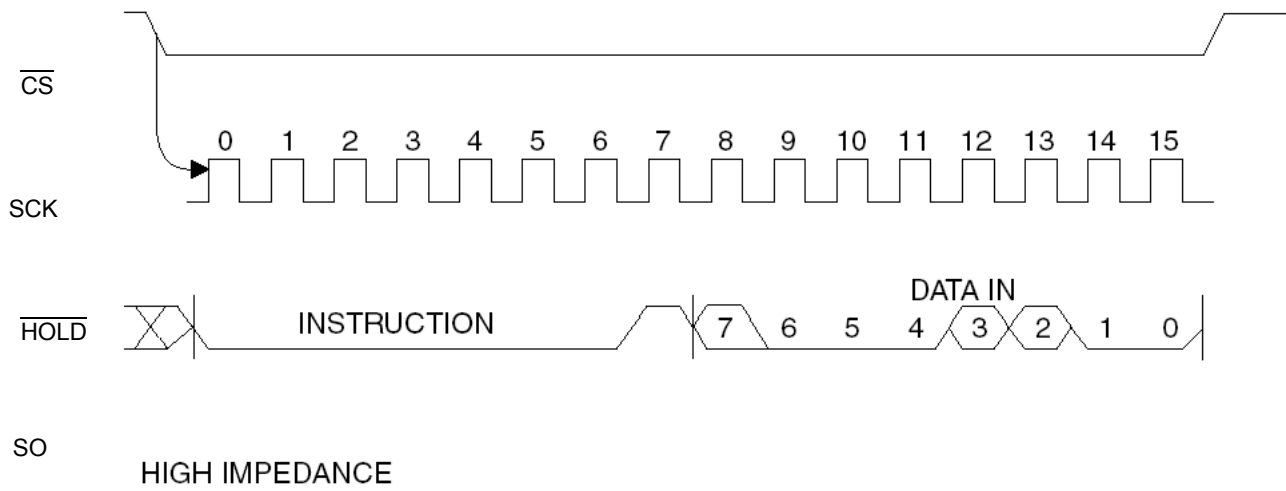 CS
0 1 2 3 4 5 6 7 8 9 10 11 12 13 14 15
SCK
DATA IN
HOLD
INSTRUCTION
7 6 5 4 3 2 1 0
SO
HIGH IMPEDANCE